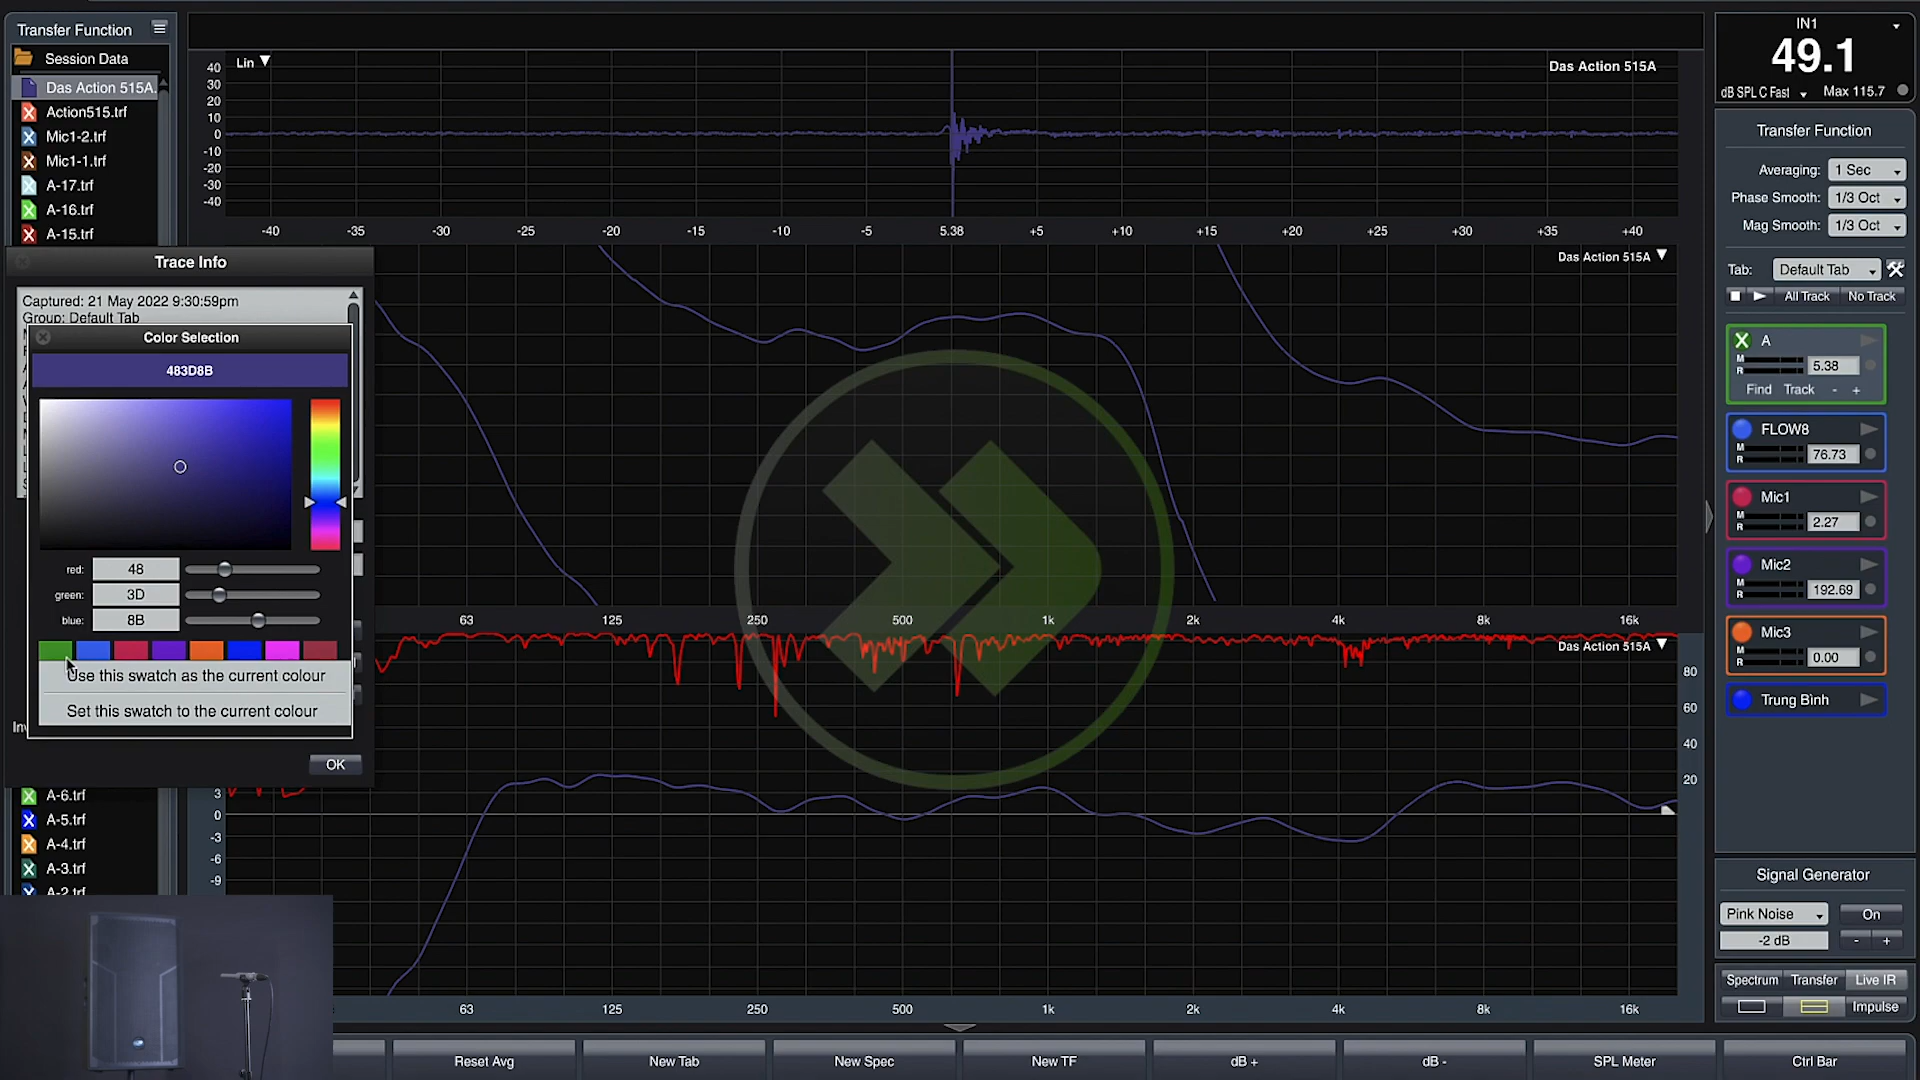 Transfer Function
Session Data
Das Action 515A.
Action515.trf
Mic1-2.trf
Mic1-1.trf
A-17.trf
A-16.trf
A-15.trf
Trace Info
Captured: 21 May 2022 9:30:59pm
Group: Default Tab
Color Selection
483D8B
red: 48
green: 3D
blue: 8B
Use this swatch as the current colour
Set this swatch to the current colour
OK
A-6.trf
A-5.trf
A-4.trf
A-3.trf
A-2.trf
Lin
Das Action 515A
40
30
20
10
0
-10
-20
-30
-40
-40 -35 -30 -25 -20 -15 -10 -5 5.38 +5 +10 +15 +20 +25 +30 +35 +40
Das Action 515A
63 125 250 500 1k 2k 4k 8k 16k
Das Action 515A
80
60
40
20
3
0
-3
-6
-9
63 125 250 500 1k 2k 4k 8k 16k
Reset Avg New Tab New Spec New TF dB + dB - SPL Meter Ctrl Bar
IN1
49.1
dB SPL C Fast Max 115.7
Transfer Function
Averaging: 1 Sec
Phase Smooth: 1/3 Oct
Mag Smooth: 1/3 Oct
Tab: Default Tab
All Track No Track
A
M
R
5.38
Find Track - +
FLOW8
M
R
76.73
Mic1
M
R
2.27
Mic2
M
R
192.69
Mic3
M
R
0.00
Trung Bình
Signal Generator
Pink Noise On
-2 dB - +
Spectrum Transfer Live IR
Impulse